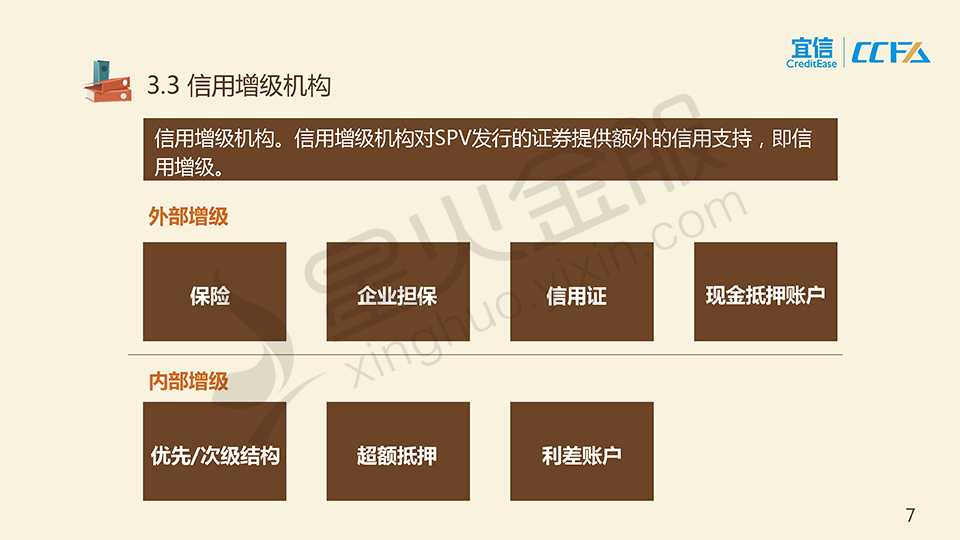 宜信
CreditEase
CCFA
3.3 信用增级机构
信用增级机构。信用增级机构对SPV发行的证券提供额外的信用支持，即信
用增级。
外部增级
保险
企业担保
信用证
现金抵押账户
内部增级
优先/次级结构
超额抵押
利差账户
星火金服
xinghuo.yixin.com
7